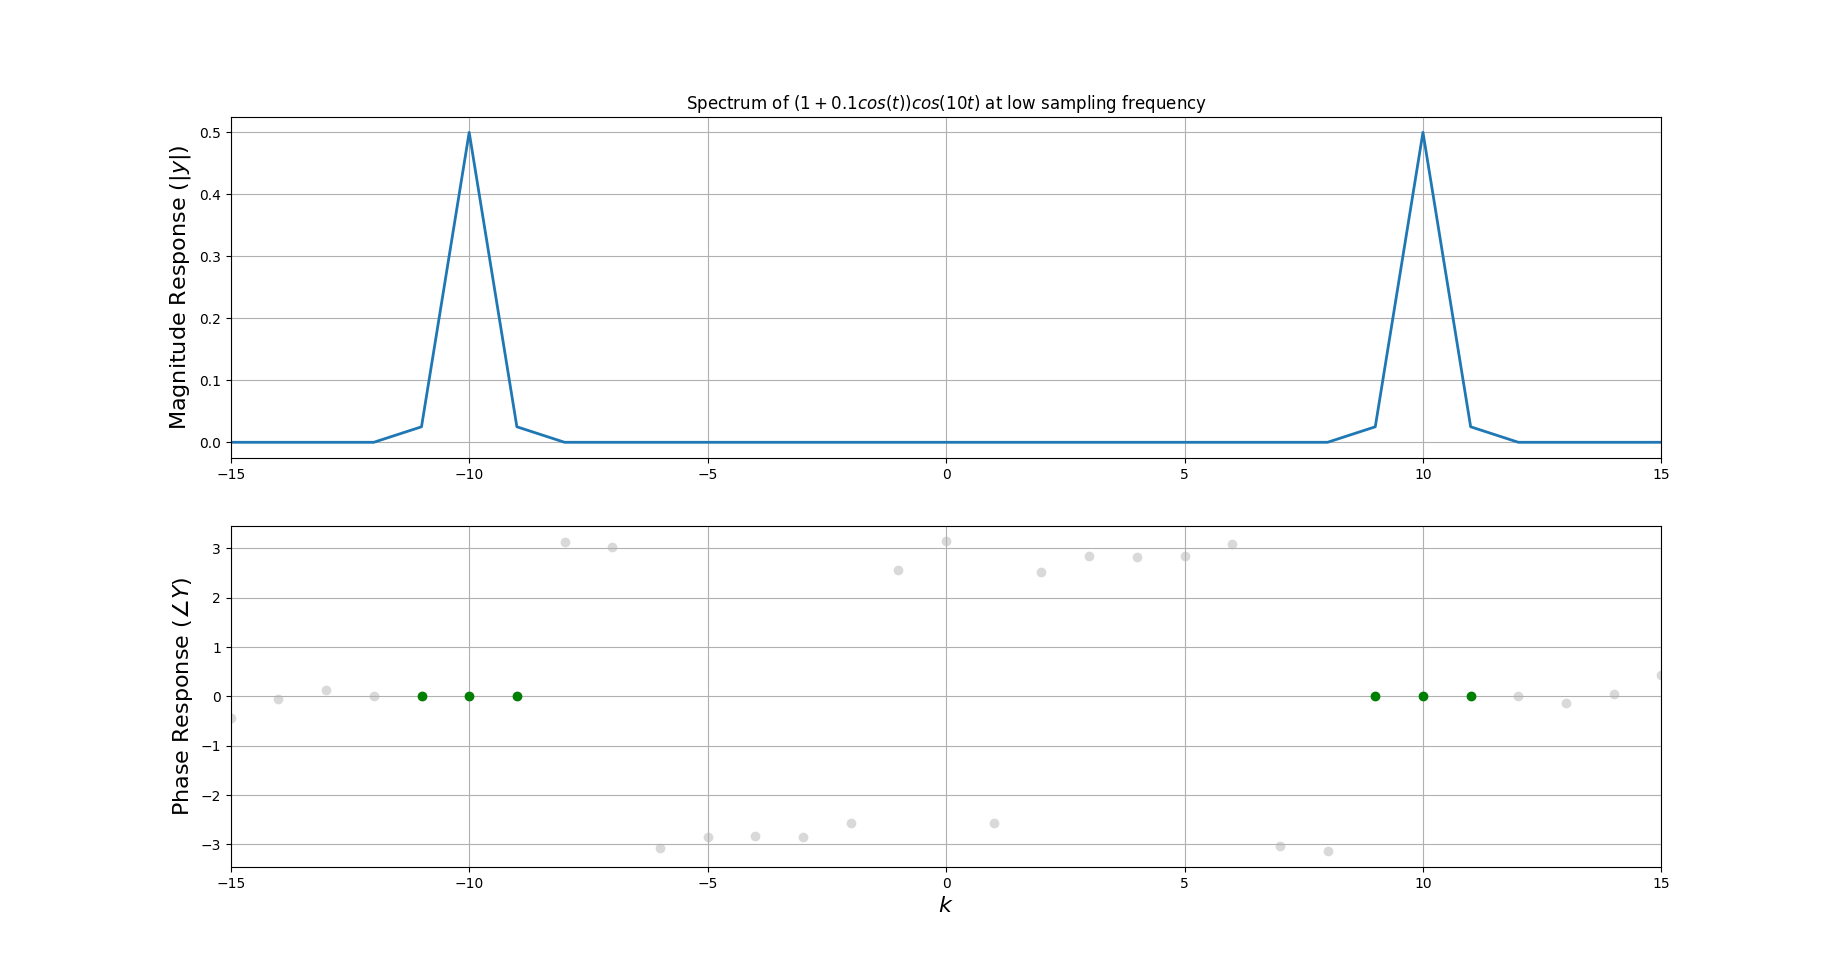 Spectrum of (1 + 0.1cos(t))cos(10t) at low sampling frequency
Magnitude Response (|y|)
0.5
0.4
0.3
0.2
0.1
0.0
−15 −10 −5 0 5 10 15
Phase Response (∠Y)
3
2
1
0
−1
−2
−3
−15 −10 −5 0 5 10 15
k